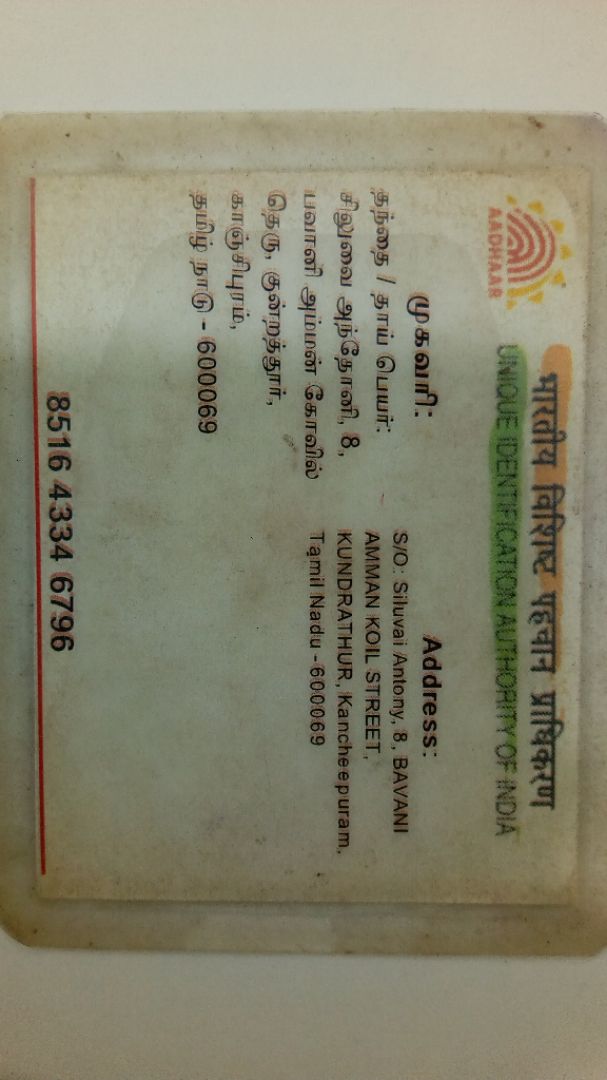 भारतीय विशिष्ट पहचान प्राधिकरण
UNIQUE IDENTIFICATION AUTHORITY OF INDIA
AADHAAR
முகவரி:
தந்தை / தாய் பெயர்:
சிலுவை அந்தோனி, 8,
பவானி அம்மன் கோவில்
தெரு, குன்றத்தூர்,
காஞ்சிபுரம்,
தமிழ் நாடு - 600069
Address:
S/O: Siluvai Antony, 8, BAVANI
AMMAN KOIL STREET,
KUNDRATHUR, Kancheepuram,
Tamil Nadu - 600069
8516 4334 6796